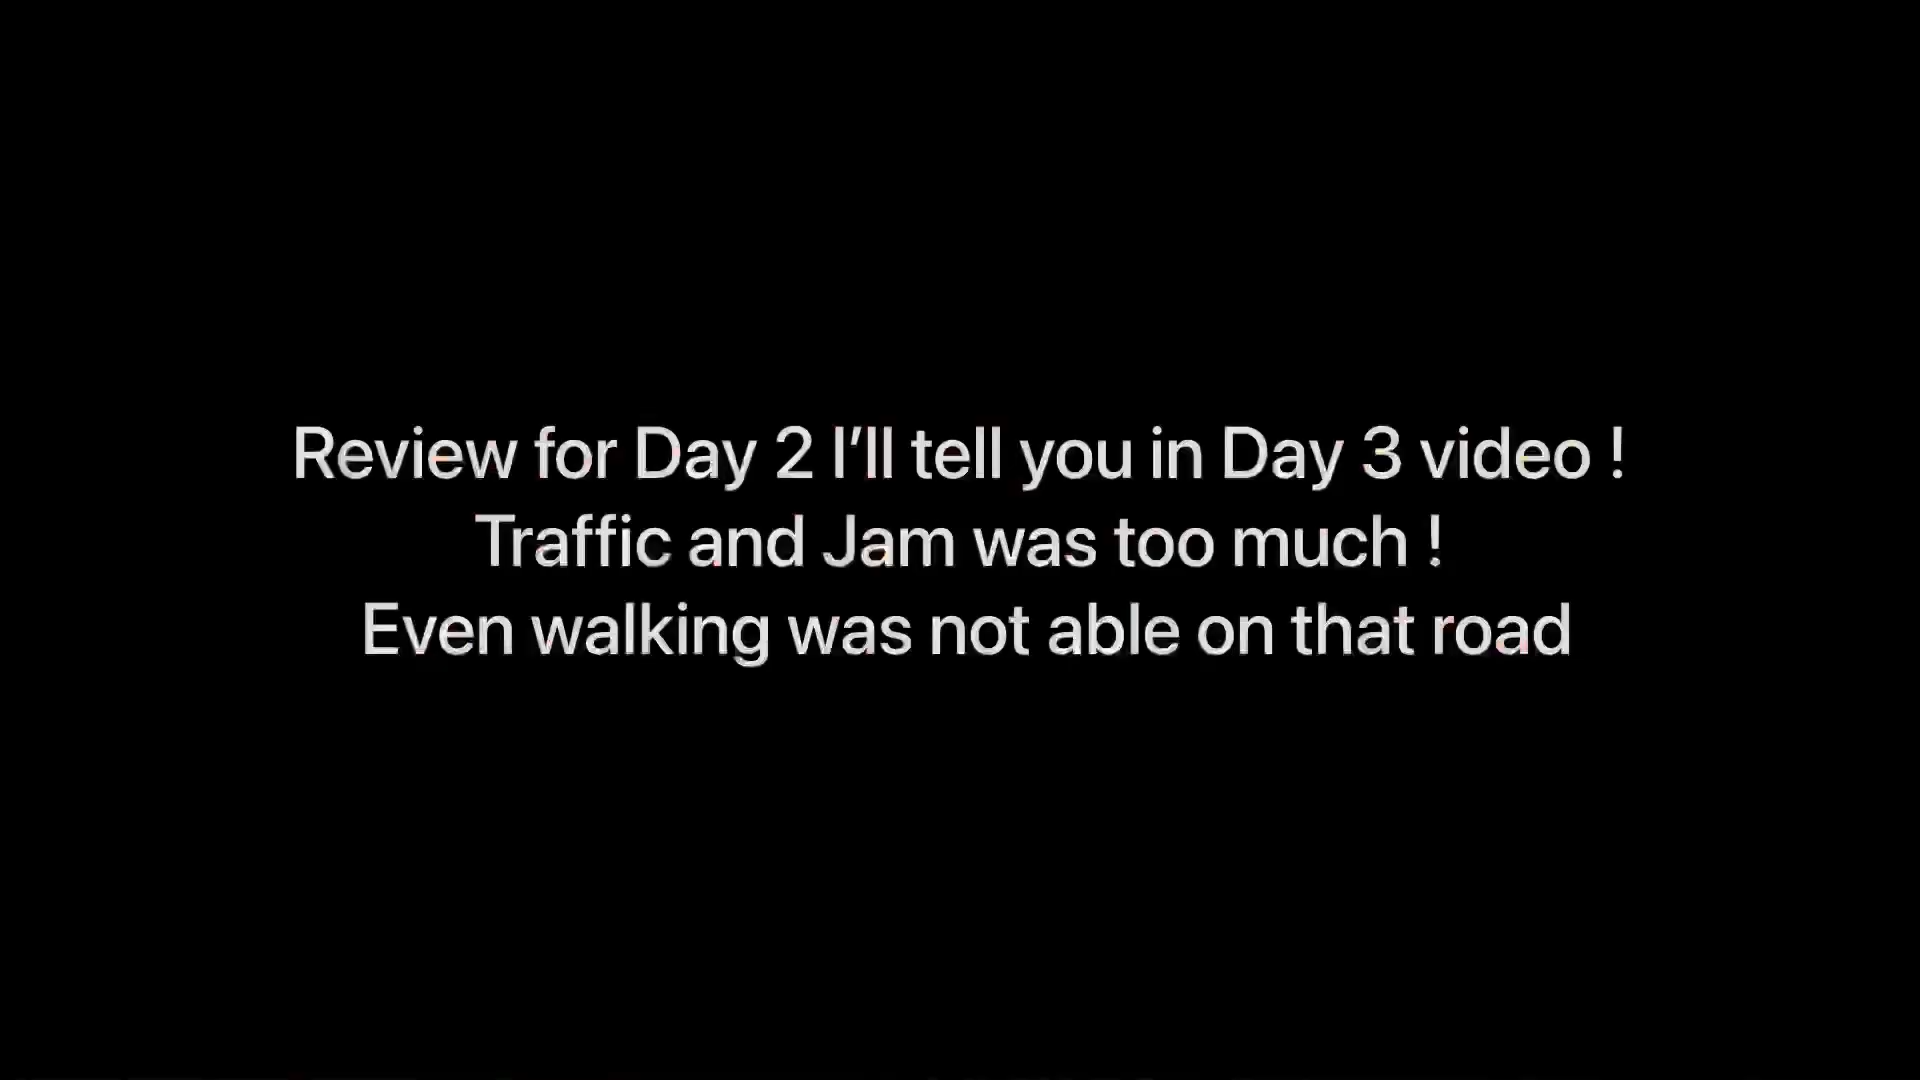 Review for Day 2 I’ll tell you in Day 3 video !
Traffic and Jam was too much !
Even walking was not able on that road